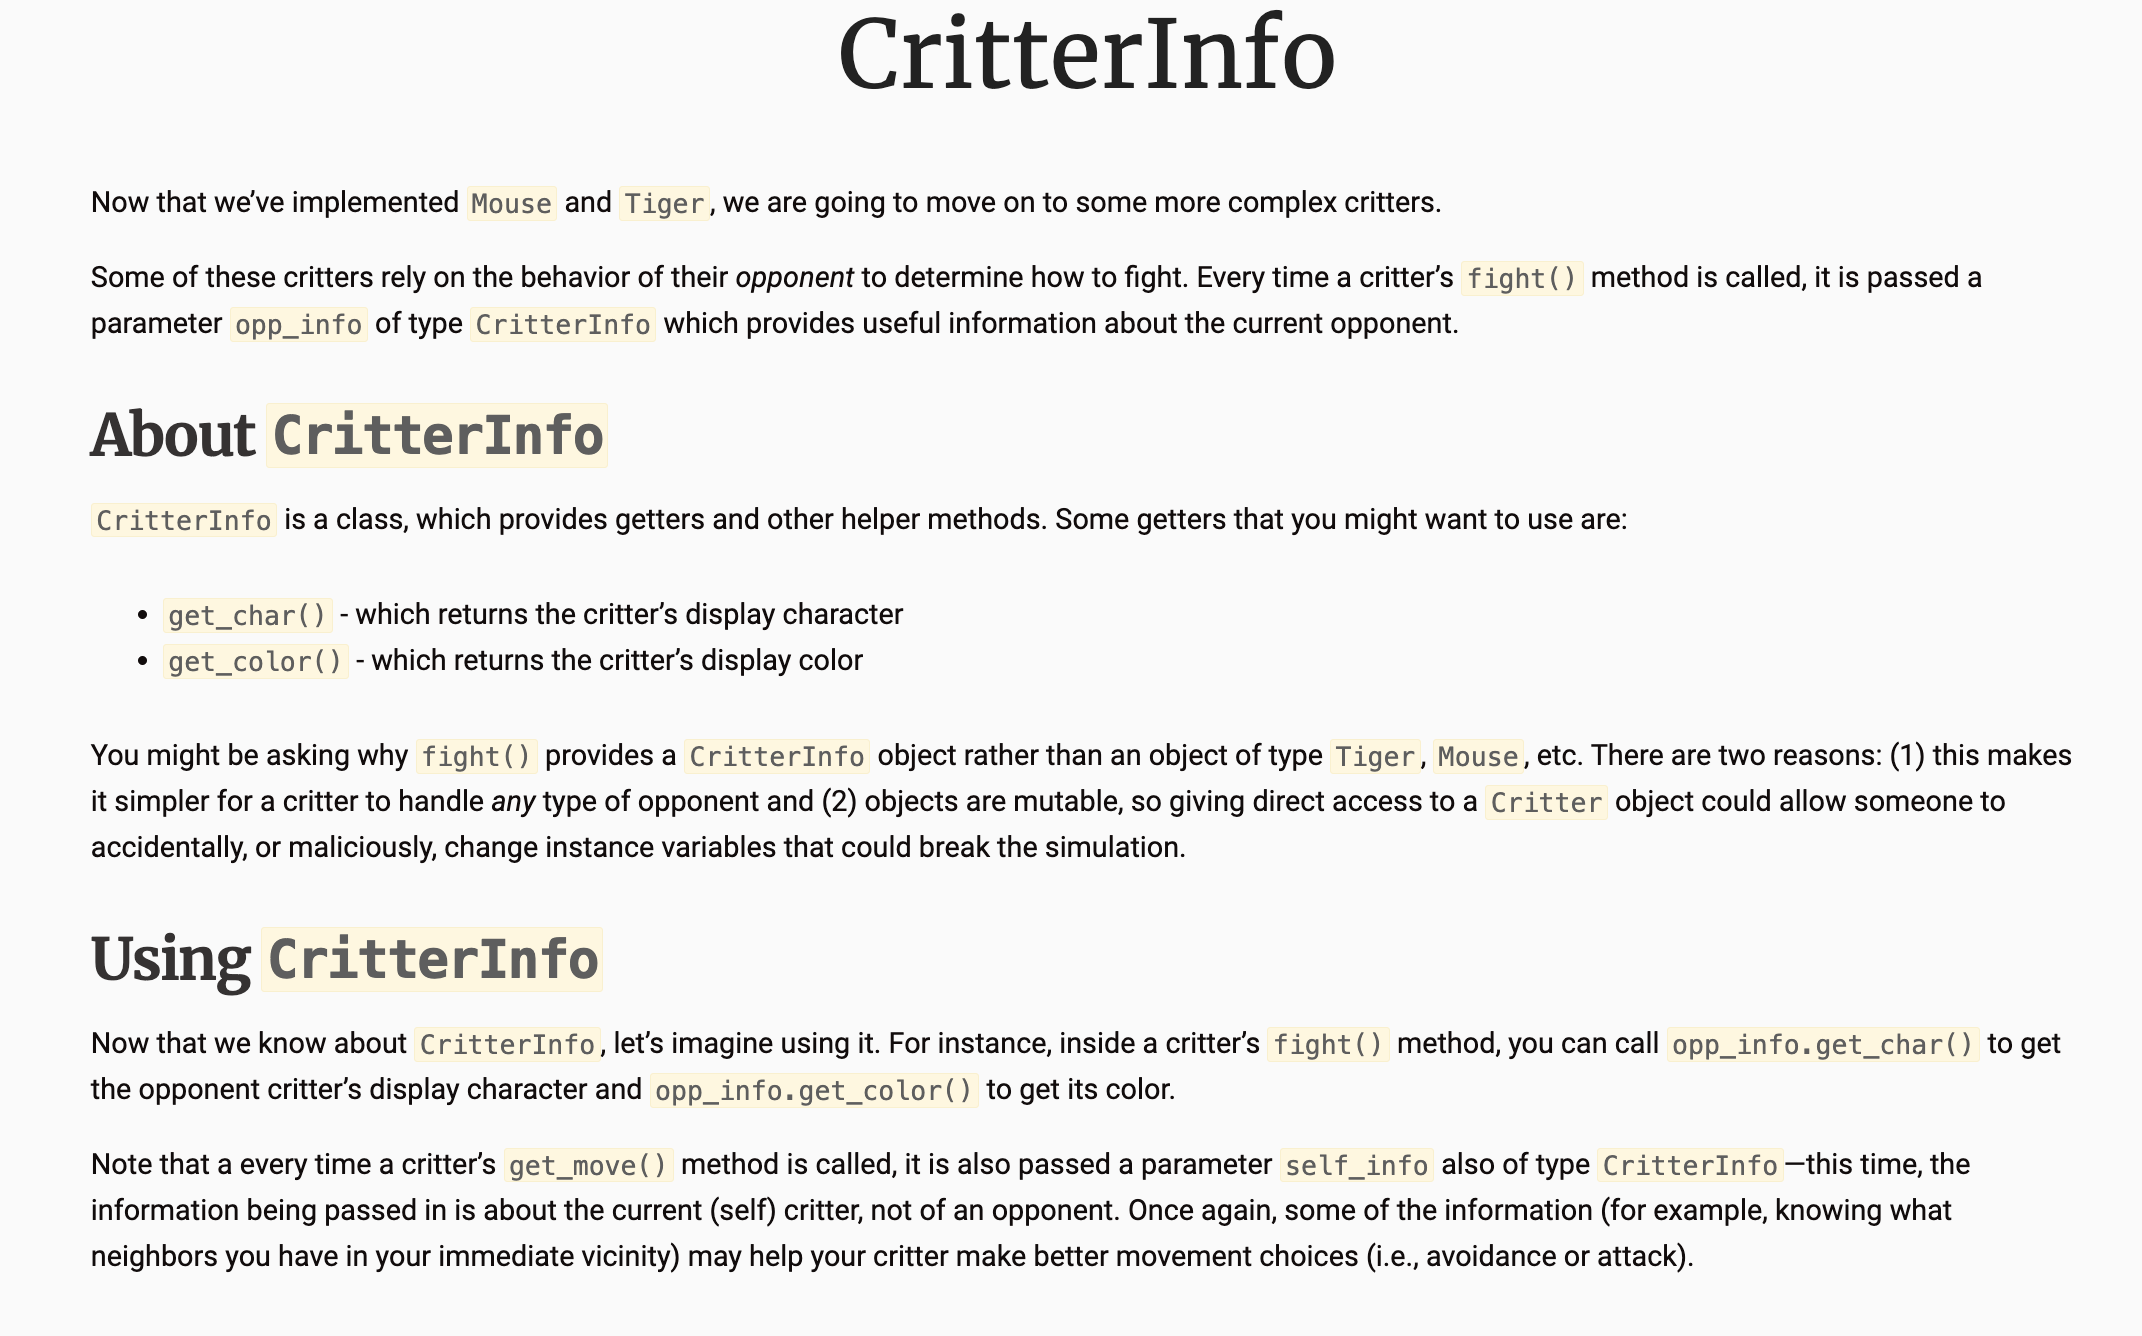 CritterInfo
Now that we’ve implemented Mouse and Tiger, we are going to move on to some more complex critters.
Some of these critters rely on the behavior of their opponent to determine how to fight. Every time a critter’s fight() method is called, it is passed a
parameter opp_info of type CritterInfo which provides useful information about the current opponent.
About CritterInfo
CritterInfo is a class, which provides getters and other helper methods. Some getters that you might want to use are:
• get_char() - which returns the critter’s display character
• get_color() - which returns the critter’s display color
You might be asking why fight() provides a CritterInfo object rather than an object of type Tiger, Mouse, etc. There are two reasons: (1) this makes
it simpler for a critter to handle any type of opponent and (2) objects are mutable, so giving direct access to a Critter object could allow someone to
accidentally, or maliciously, change instance variables that could break the simulation.
Using CritterInfo
Now that we know about CritterInfo, let’s imagine using it. For instance, inside a critter’s fight() method, you can call opp_info.get_char() to get
the opponent critter’s display character and opp_info.get_color() to get its color.
Note that a every time a critter’s get_move() method is called, it is also passed a parameter self_info also of type CritterInfo—this time, the
information being passed in is about the current (self) critter, not of an opponent. Once again, some of the information (for example, knowing what
neighbors you have in your immediate vicinity) may help your critter make better movement choices (i.e., avoidance or attack).